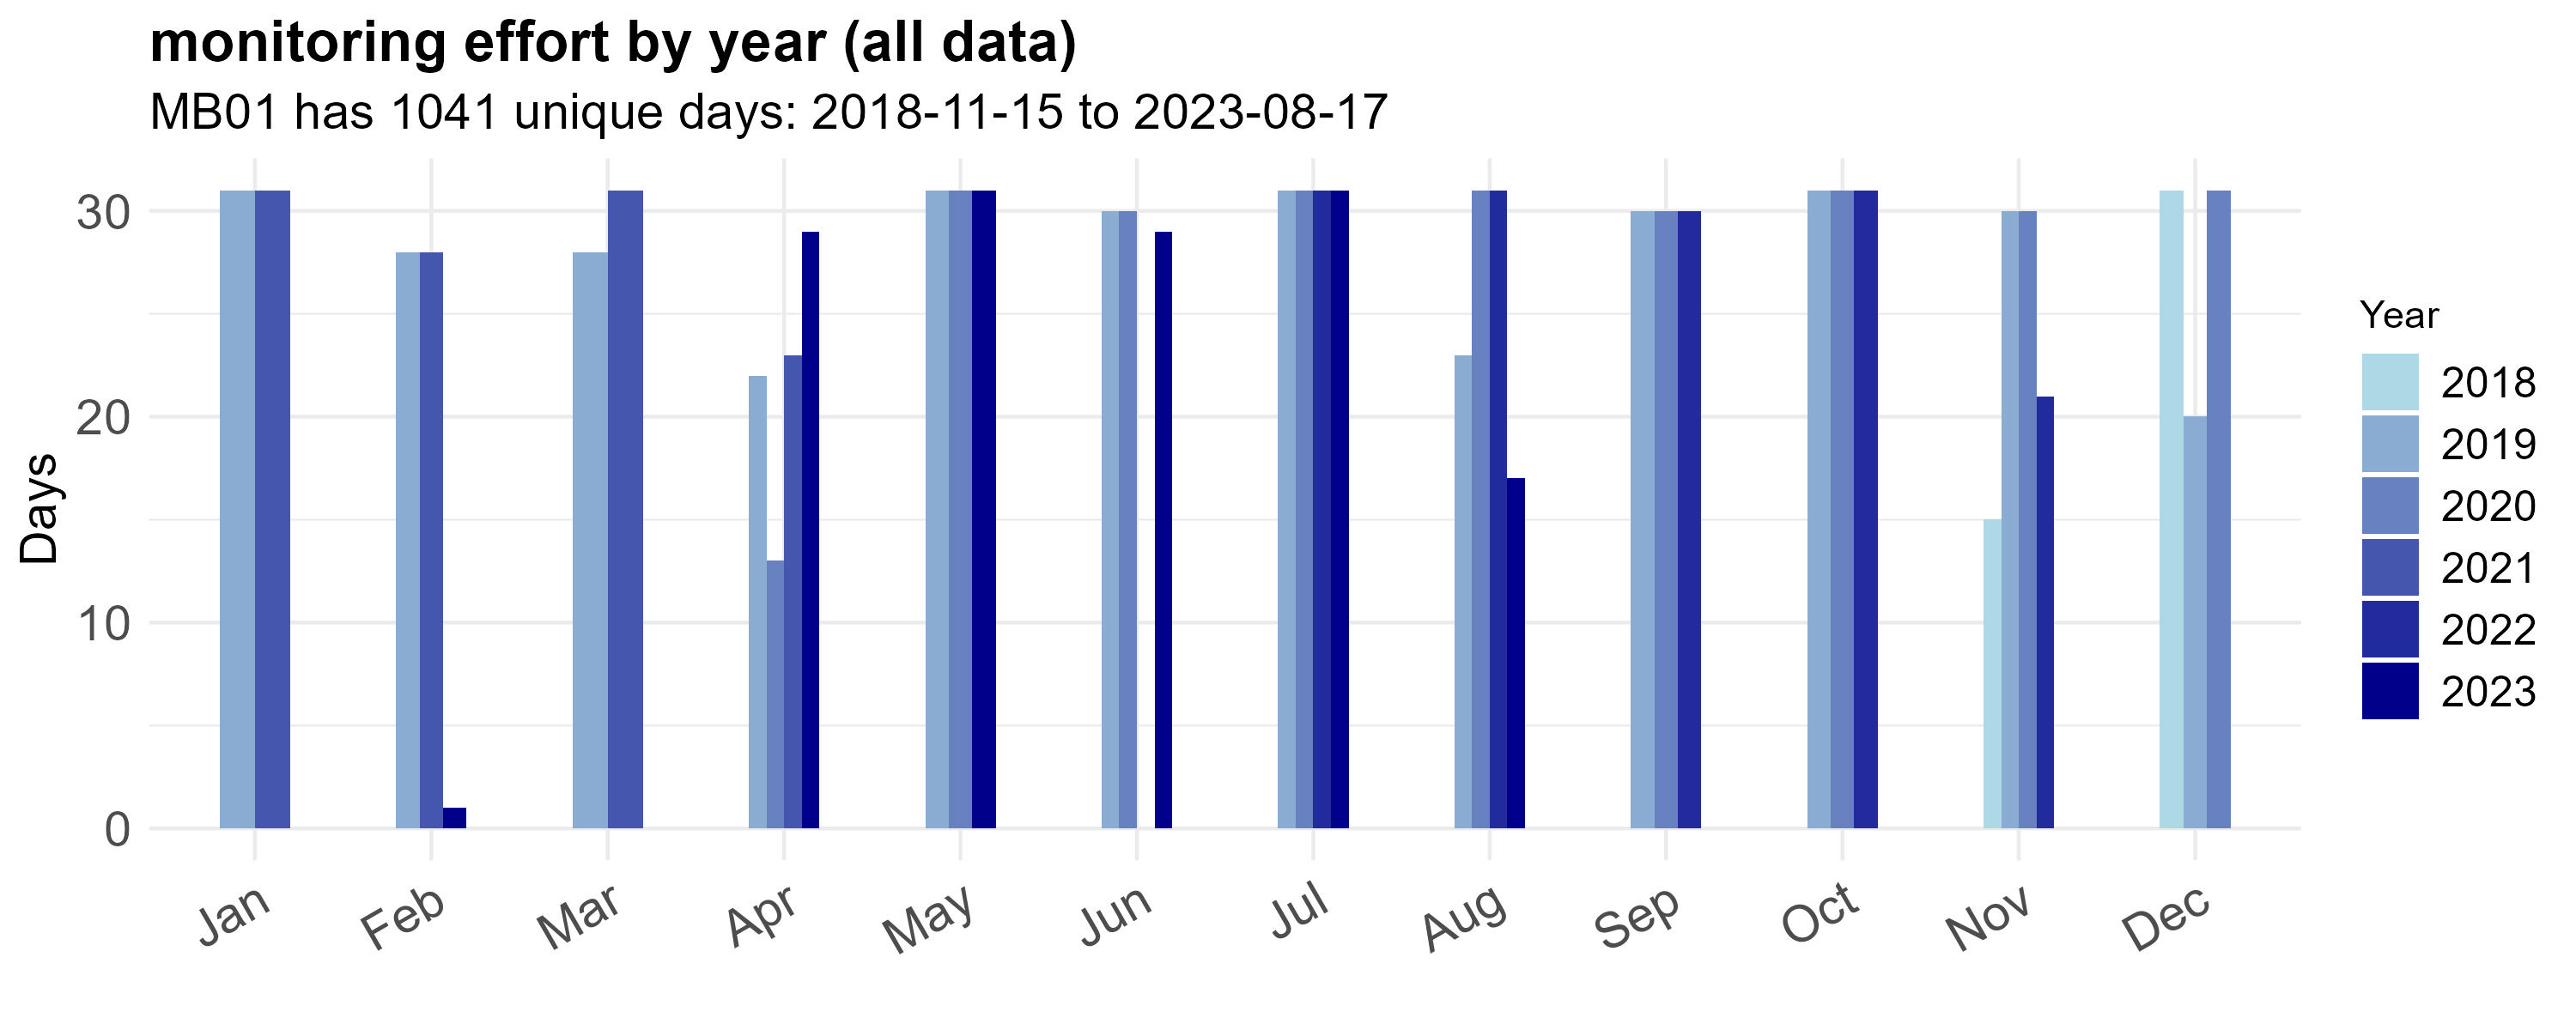 monitoring effort by year (all data)
MB01 has 1041 unique days: 2018-11-15 to 2023-08-17
Days
30
20
10
0
Jan Feb Mar Apr May Jun Jul Aug Sep Oct Nov Dec
Year
2018
2019
2020
2021
2022
2023